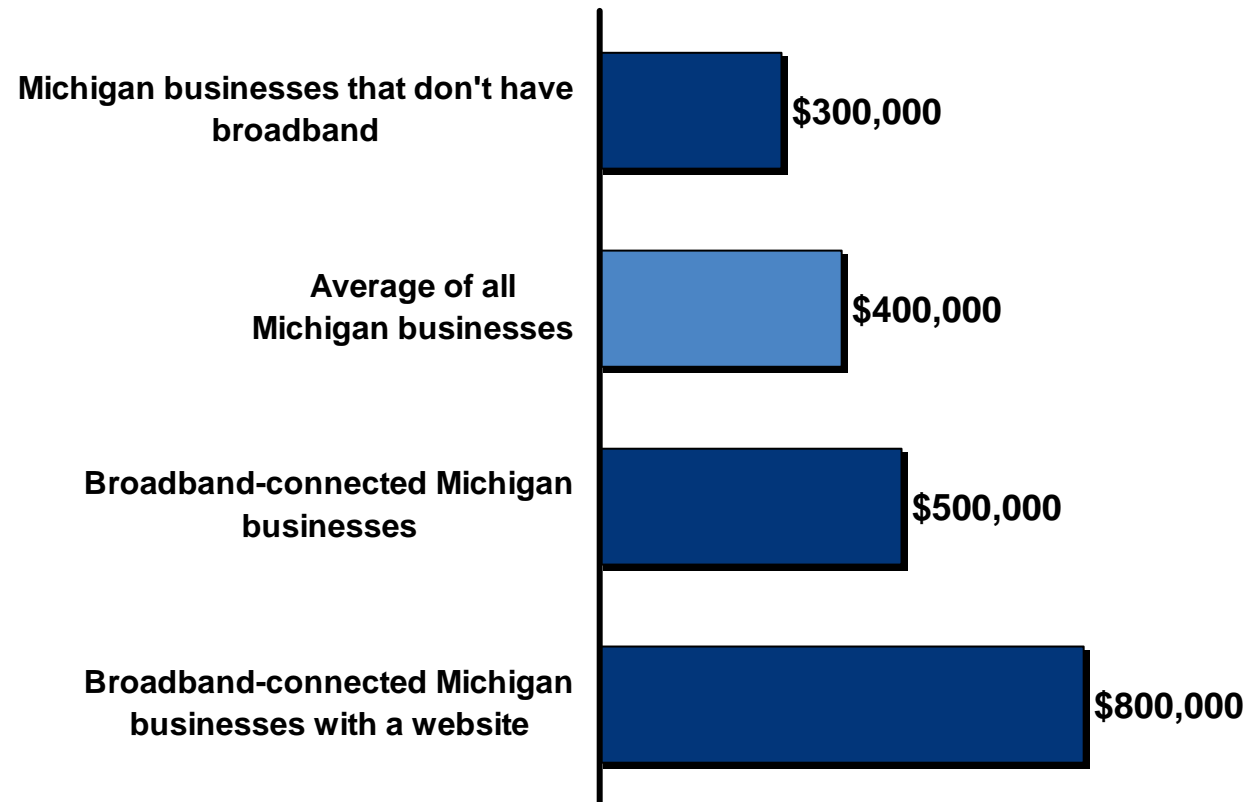 Michigan businesses that don't have
broadband
$300,000
Average of all
Michigan businesses
$400,000
Broadband-connected Michigan
businesses
$500,000
Broadband-connected Michigan
businesses with a website
$800,000